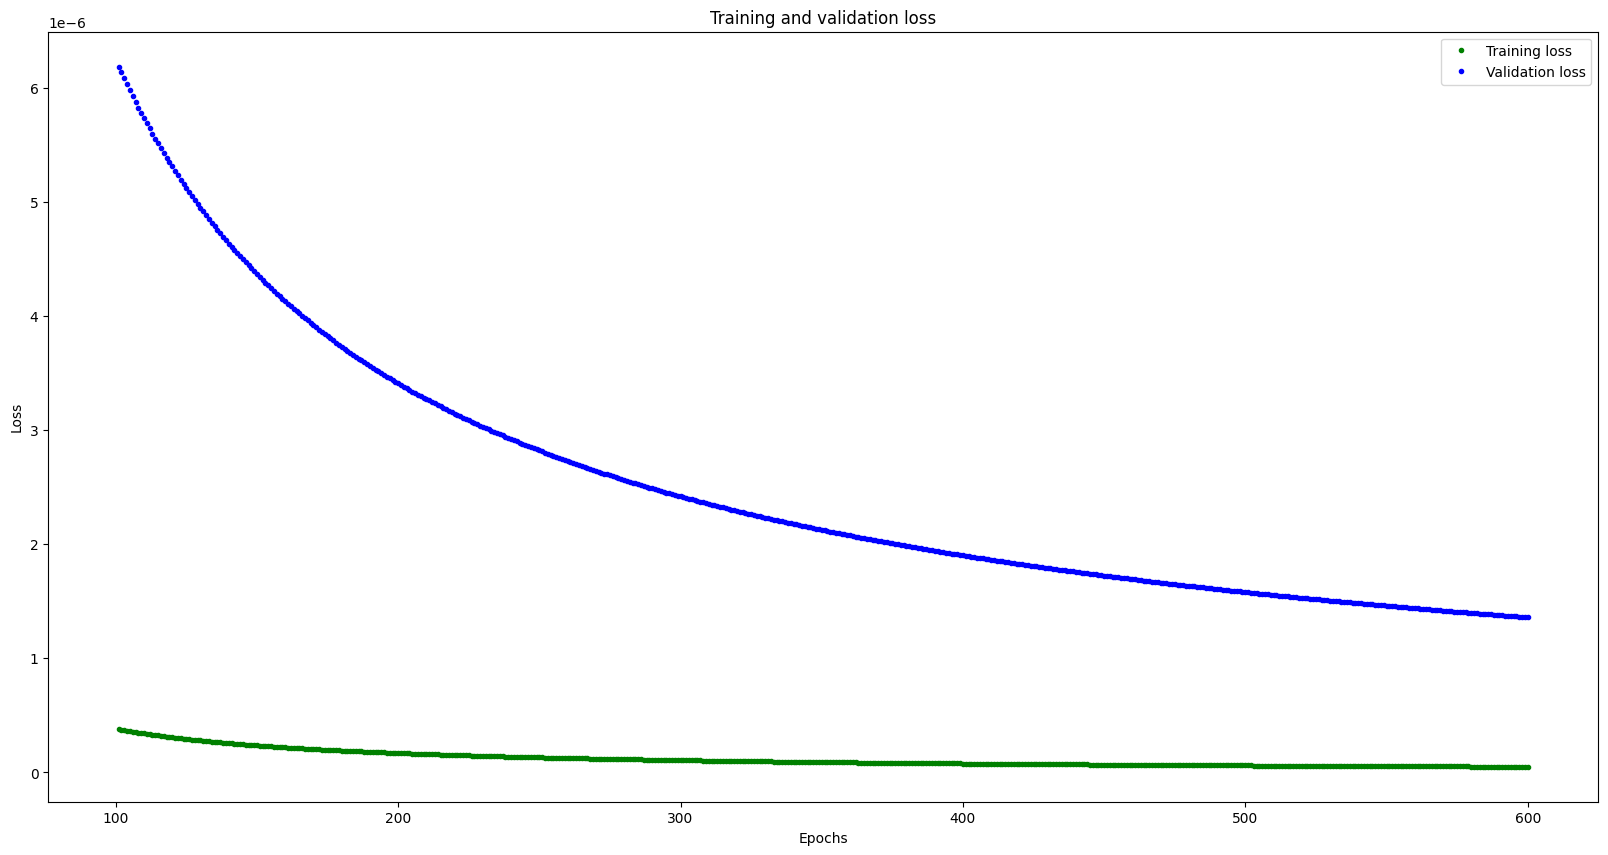 Training and validation loss
1e−6
Training loss
Validation loss
6
5
4
3
2
1
0
Loss
100 200 300 400 500 600
Epochs